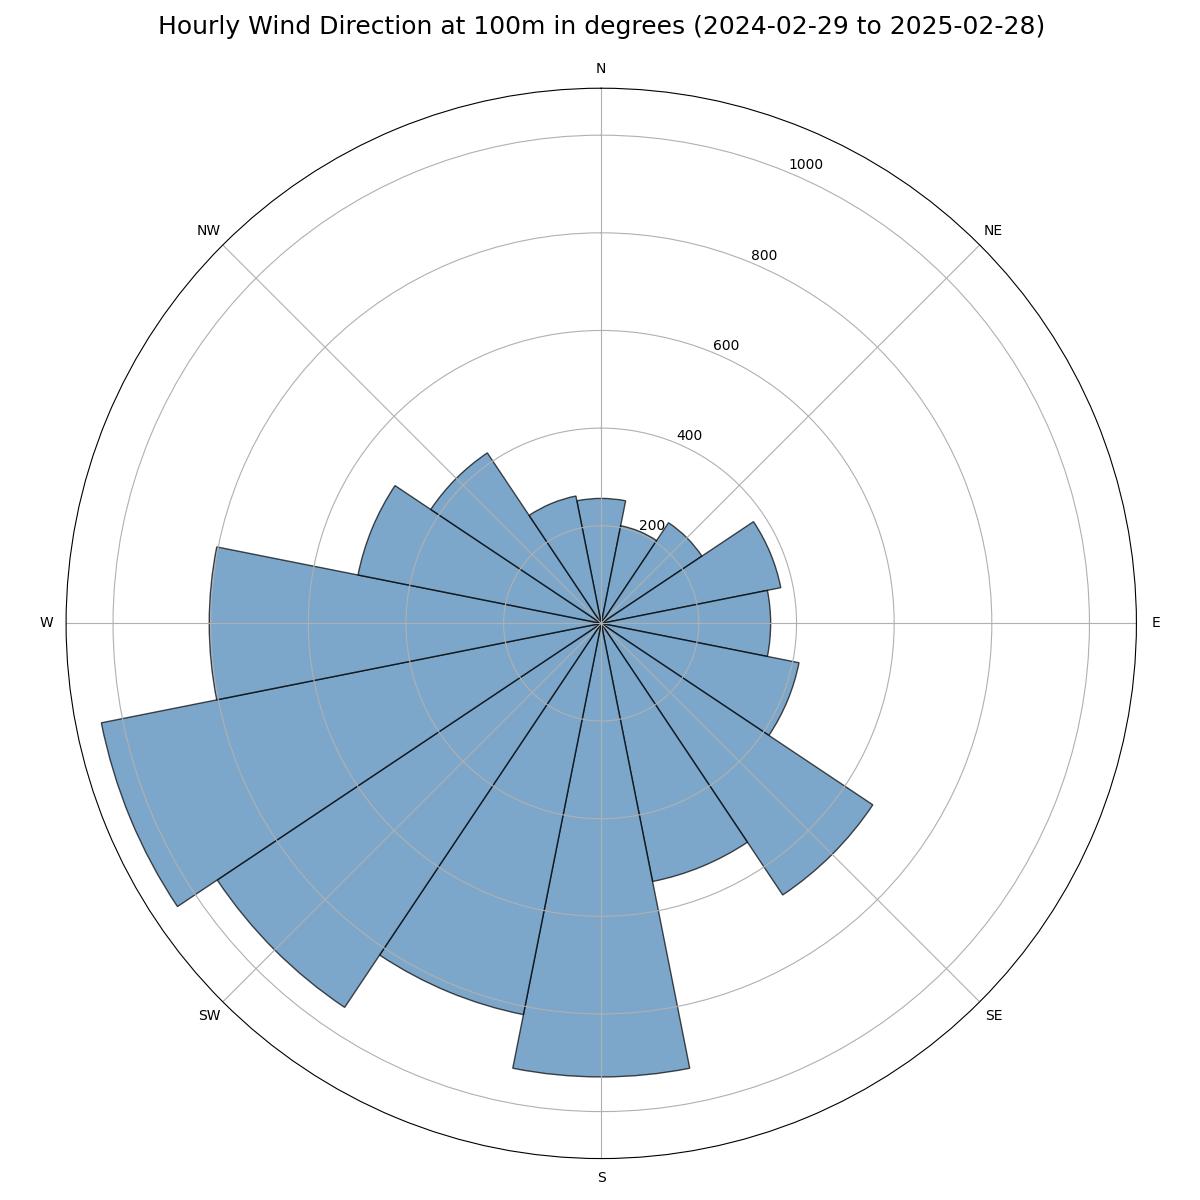 Hourly Wind Direction at 100m in degrees (2024-02-29 to 2025-02-28)
N
1000
NW
NE
800
600
400
200
W
E
SW
SE
S